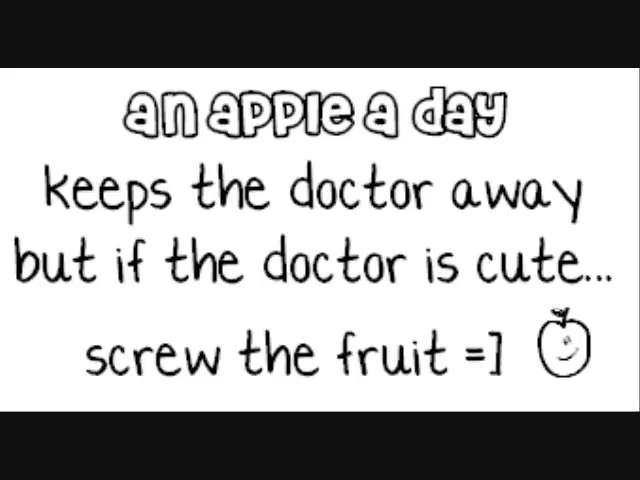 an apple a day
keeps the doctor away
but if the doctor is cute...
screw the fruit =]